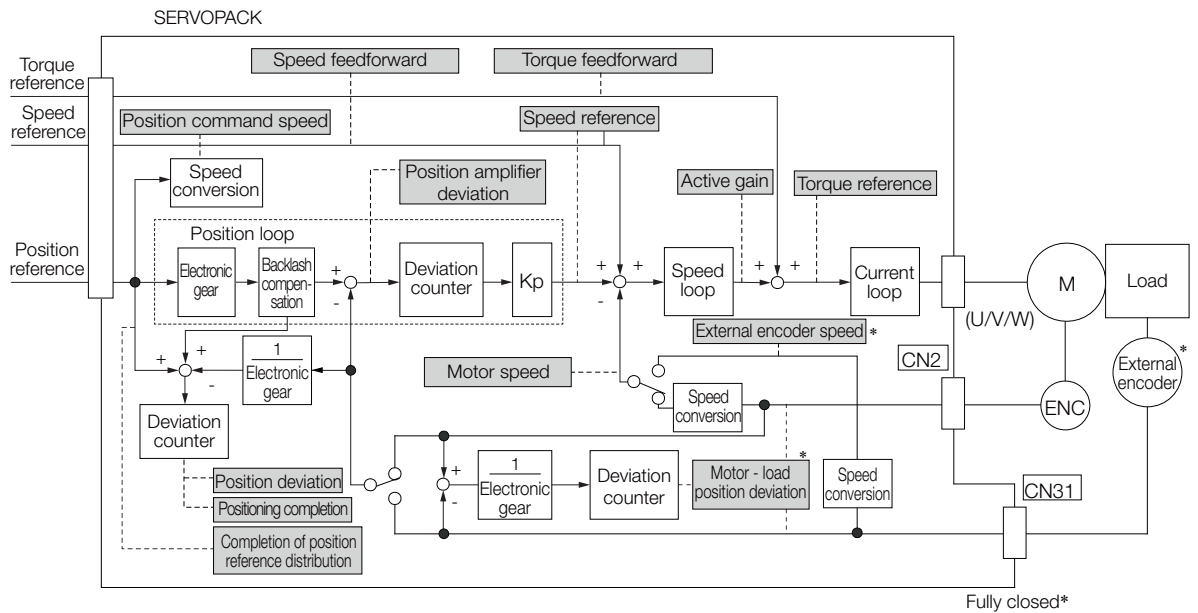 SERVOPACK
Torque
reference
Speed feedforward
Torque feedforward
Speed
reference
Position command speed
Speed reference
Speed
conversion
Position amplifier
deviation
Active gain
Torque reference
Position
reference
Position loop
Electronic
gear
Backlash
compen-
sation
+
-
Deviation
counter
Kp
+
+
-
Speed
loop
+
+
Current
loop
(U/V/W)
M
Load
External encoder speed *
+
+
-
1
Electronic
gear
Motor speed
CN2
External
encoder
*
Speed
conversion
ENC
Deviation
counter
Position deviation
Positioning completion
Completion of position
reference distribution
+
-
1
Electronic
gear
Deviation
counter
*
Motor - load
position deviation
Speed
conversion
CN31
Fully closed*